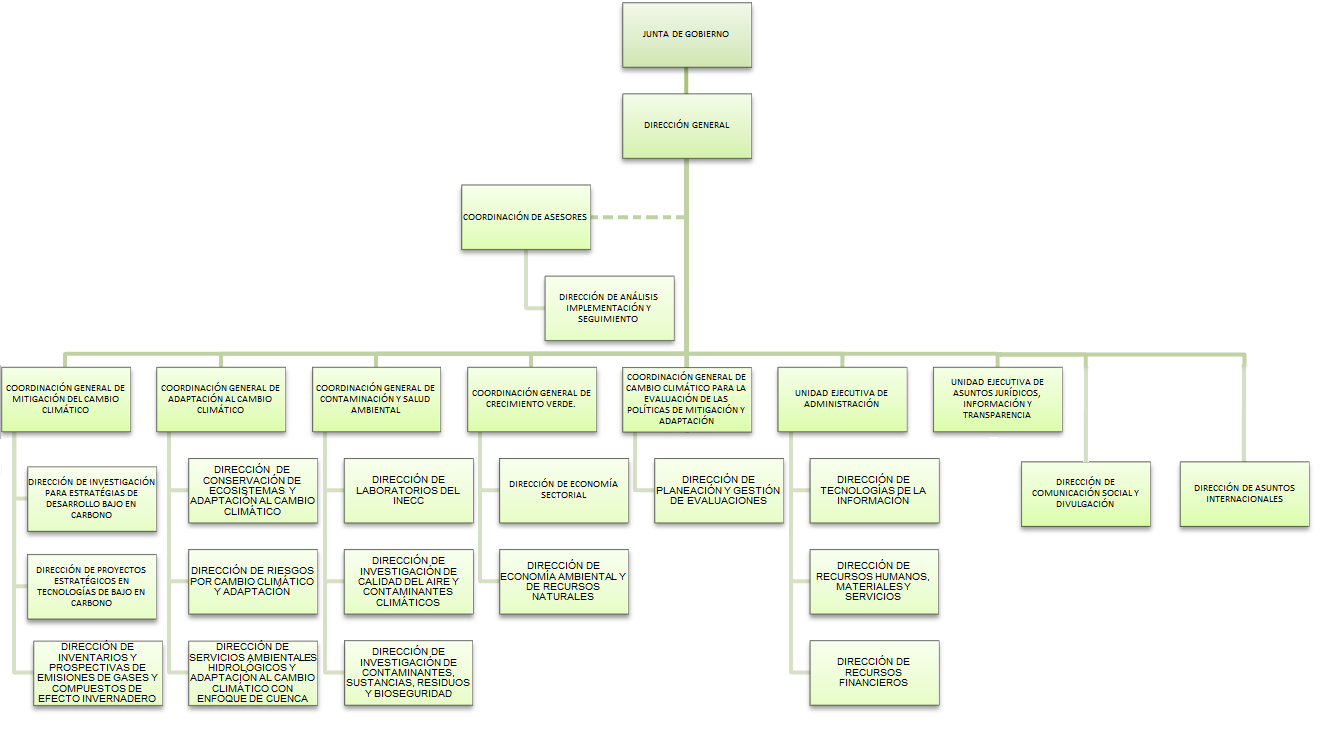 JUNTA DE GOBIERNO
DIRECCIÓN GENERAL
COORDINACIÓN DE ASESORES
DIRECCIÓN DE ANÁLISIS
IMPLEMENTACIÓN Y
SEGUIMIENTO
COORDINACIÓN GENERAL DE
MITIGACIÓN DEL CAMBIO
CLIMÁTICO
COORDINACIÓN GENERAL DE
ADAPTACIÓN AL CAMBIO
CLIMÁTICO
COORDINACIÓN GENERAL DE
CONTAMINACIÓN Y SALUD
AMBIENTAL
COORDINACIÓN GENERAL DE
CRECIMIENTO VERDE.
COORDINACIÓN GENERAL DE
CAMBIO CLIMÁTICO PARA LA
EVALUACIÓN DE LAS
POLÍTICAS DE MITIGACIÓN Y
ADAPTACIÓN
UNIDAD EJECUTIVA DE
ADMINISTRACIÓN
UNIDAD EJECUTIVA DE
ASUNTOS JURÍDICOS,
INFORMACIÓN Y
TRANSPARENCIA
DIRECCIÓN DE INVESTIGACIÓN
PARA ESTRATÉGIAS DE
DESARROLLO BAJO EN
CARBONO
DIRECCIÓN DE
CONSERVACIÓN DE
ECOSISTEMAS Y
ADAPTACIÓN AL CAMBIO
CLIMÁTICO
DIRECCIÓN DE
LABORATORIOS DEL
INECC
DIRECCIÓN DE ECONOMÍA
SECTORIAL
DIRECCIÓN DE
PLANEACIÓN Y GESTIÓN
DE EVALUACIONES
DIRECCIÓN DE
TECNOLOGÍAS DE LA
INFORMACIÓN
DIRECCIÓN DE
COMUNICACIÓN SOCIAL Y
DIVULGACIÓN
DIRECCIÓN DE ASUNTOS
INTERNACIONALES
DIRECCIÓN DE PROYECTOS
ESTRATÉGICOS EN
TECNOLOGÍAS DE BAJO EN
CARBONO
DIRECCIÓN DE RIESGOS
POR CAMBIO CLIMÁTICO
Y ADAPTACIÓN
DIRECCIÓN DE
INVESTIGACIÓN DE
CALIDAD DEL AIRE Y
CONTAMINANTES
CLIMÁTICOS
DIRECCIÓN DE
ECONOMÍA AMBIENTAL Y
DE RECURSOS
NATURALES
DIRECCIÓN DE
RECURSOS HUMANOS,
MATERIALES Y
SERVICIOS
DIRECCIÓN DE
INVENTARIOS Y
PROSPECTIVAS DE
EMISIONES DE GASES Y
COMPUESTOS DE
EFECTO INVERNADERO
DIRECCIÓN DE
SERVICIOS AMBIENTALES
HIDROLÓGICOS Y
ADAPTACIÓN AL CAMBIO
CLIMÁTICO CON
ENFOQUE DE CUENCA
DIRECCIÓN DE
INVESTIGACIÓN DE
CONTAMINANTES,
SUSTANCIAS, RESIDUOS
Y BIOSEGURIDAD
DIRECCIÓN DE
RECURSOS
FINANCIEROS